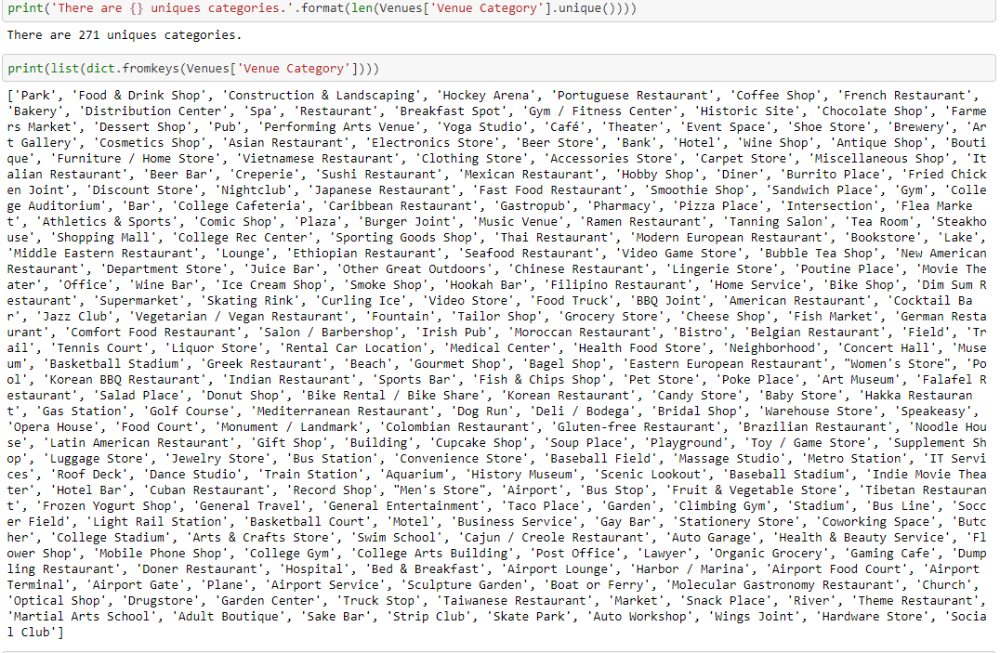 print('There are {} uniques categories.'.format(len(Venues['Venue Category'].unique())))
There are 271 uniques categories.
print(list(dict.fromkeys(Venues['Venue Category'])))
['Park', 'Food & Drink Shop', 'Construction & Landscaping', 'Hockey Arena', 'Portuguese Restaurant', 'Coffee Shop', 'French Restaurant',
'Bakery', 'Distribution Center', 'Spa', 'Restaurant', 'Breakfast Spot', 'Gym / Fitness Center', 'Historic Site', 'Chocolate Shop', 'Farme
rs Market', 'Dessert Shop', 'Pub', 'Performing Arts Venue', 'Yoga Studio', 'Café', 'Theater', 'Event Space', 'Shoe Store', 'Brewery', 'Ar
t Gallery', 'Cosmetics Shop', 'Asian Restaurant', 'Electronics Store', 'Beer Store', 'Bank', 'Hotel', 'Wine Shop', 'Antique Shop', 'Bouti
que', 'Furniture / Home Store', 'Vietnamese Restaurant', 'Clothing Store', 'Accessories Store', 'Carpet Store', 'Miscellaneous Shop', 'It
alian Restaurant', 'Beer Bar', 'Creperie', 'Sushi Restaurant', 'Mexican Restaurant', 'Hobby Shop', 'Diner', 'Burrito Place', 'Fried Chick
en Joint', 'Discount Store', 'Nightclub', 'Japanese Restaurant', 'Fast Food Restaurant', 'Smoothie Shop', 'Sandwich Place', 'Gym', 'Colle
ge Auditorium', 'Bar', 'College Cafeteria', 'Caribbean Restaurant', 'Gastropub', 'Pharmacy', 'Pizza Place', 'Intersection', 'Flea Marke
t', 'Athletics & Sports', 'Comic Shop', 'Plaza', 'Burger Joint', 'Music Venue', 'Ramen Restaurant', 'Tanning Salon', 'Tea Room', 'Steakho
use', 'Shopping Mall', 'College Rec Center', 'Sporting Goods Shop', 'Thai Restaurant', 'Modern European Restaurant', 'Bookstore', 'Lake',
'Middle Eastern Restaurant', 'Lounge', 'Ethiopian Restaurant', 'Seafood Restaurant', 'Video Game Store', 'Bubble Tea Shop', 'New American
Restaurant', 'Department Store', 'Juice Bar', 'Other Great Outdoors', 'Chinese Restaurant', 'Lingerie Store', 'Poutine Place', 'Movie The
ater', 'Office', 'Wine Bar', 'Ice Cream Shop', 'Smoke Shop', 'Hookah Bar', 'Filipino Restaurant', 'Home Service', 'Bike Shop', 'Dim Sum R
estaurant', 'Supermarket', 'Skating Rink', 'Curling Ice', 'Video Store', 'Food Truck', 'BBQ Joint', 'American Restaurant', 'Cocktail Ba
r', 'Jazz Club', 'Vegetarian / Vegan Restaurant', 'Fountain', 'Tailor Shop', 'Grocery Store', 'Cheese Shop', 'Fish Market', 'German Resta
urant', 'Comfort Food Restaurant', 'Salon / Barbershop', 'Irish Pub', 'Moroccan Restaurant', 'Bistro', 'Belgian Restaurant', 'Field', 'Tr
ail', 'Tennis Court', 'Liquor Store', 'Rental Car Location', 'Medical Center', 'Health Food Store', 'Neighborhood', 'Concert Hall', 'Muse
um', 'Basketball Stadium', 'Greek Restaurant', 'Beach', 'Gourmet Shop', 'Bagel Shop', 'Eastern European Restaurant', "Women's Store", 'Po
ol', 'Korean BBQ Restaurant', 'Indian Restaurant', 'Sports Bar', 'Fish & Chips Shop', 'Pet Store', 'Poke Place', 'Art Museum', 'Falafel R
estaurant', 'Salad Place', 'Donut Shop', 'Bike Rental / Bike Share', 'Korean Restaurant', 'Candy Store', 'Baby Store', 'Hakka Restauran
t', 'Gas Station', 'Golf Course', 'Mediterranean Restaurant', 'Dog Run', 'Deli / Bodega', 'Bridal Shop', 'Warehouse Store', 'Speakeasy',
'Opera House', 'Food Court', 'Monument / Landmark', 'Colombian Restaurant', 'Gluten-free Restaurant', 'Brazilian Restaurant', 'Noodle Hou
se', 'Latin American Restaurant', 'Gift Shop', 'Building', 'Cupcake Shop', 'Soup Place', 'Playground', 'Toy / Game Store', 'Supplement Sh
op', 'Luggage Store', 'Jewelry Store', 'Bus Station', 'Convenience Store', 'Baseball Field', 'Massage Studio', 'Metro Station', 'IT Servi
ces', 'Roof Deck', 'Dance Studio', 'Train Station', 'Aquarium', 'History Museum', 'Scenic Lookout', 'Baseball Stadium', 'Indie Movie Thea
ter', 'Hotel Bar', 'Cuban Restaurant', 'Record Shop', "Men's Store", 'Airport', 'Bus Stop', 'Fruit & Vegetable Store', 'Tibetan Restauran
t', 'Frozen Yogurt Shop', 'General Travel', 'General Entertainment', 'Taco Place', 'Garden', 'Climbing Gym', 'Stadium', 'Bus Line', 'Socc
er Field', 'Light Rail Station', 'Basketball Court', 'Motel', 'Business Service', 'Gay Bar', 'Stationery Store', 'Coworking Space', 'Butc
her', 'College Stadium', 'Arts & Crafts Store', 'Swim School', 'Cajun / Creole Restaurant', 'Auto Garage', 'Health & Beauty Service', 'Fl
ower Shop', 'Mobile Phone Shop', 'College Gym', 'College Arts Building', 'Post Office', 'Lawyer', 'Organic Grocery', 'Gaming Cafe', 'Dump
ling Restaurant', 'Doner Restaurant', 'Hospital', 'Bed & Breakfast', 'Airport Lounge', 'Harbor / Marina', 'Airport Food Court', 'Airport
Terminal', 'Airport Gate', 'Plane', 'Airport Service', 'Sculpture Garden', 'Boat or Ferry', 'Molecular Gastronomy Restaurant', 'Church',
'Optical Shop', 'Drugstore', 'Garden Center', 'Truck Stop', 'Taiwanese Restaurant', 'Market', 'Snack Place', 'River', 'Theme Restaurant',
'Martial Arts School', 'Adult Boutique', 'Sake Bar', 'Strip Club', 'Skate Park', 'Auto Workshop', 'Wings Joint', 'Hardware Store', 'Socia
l Club']